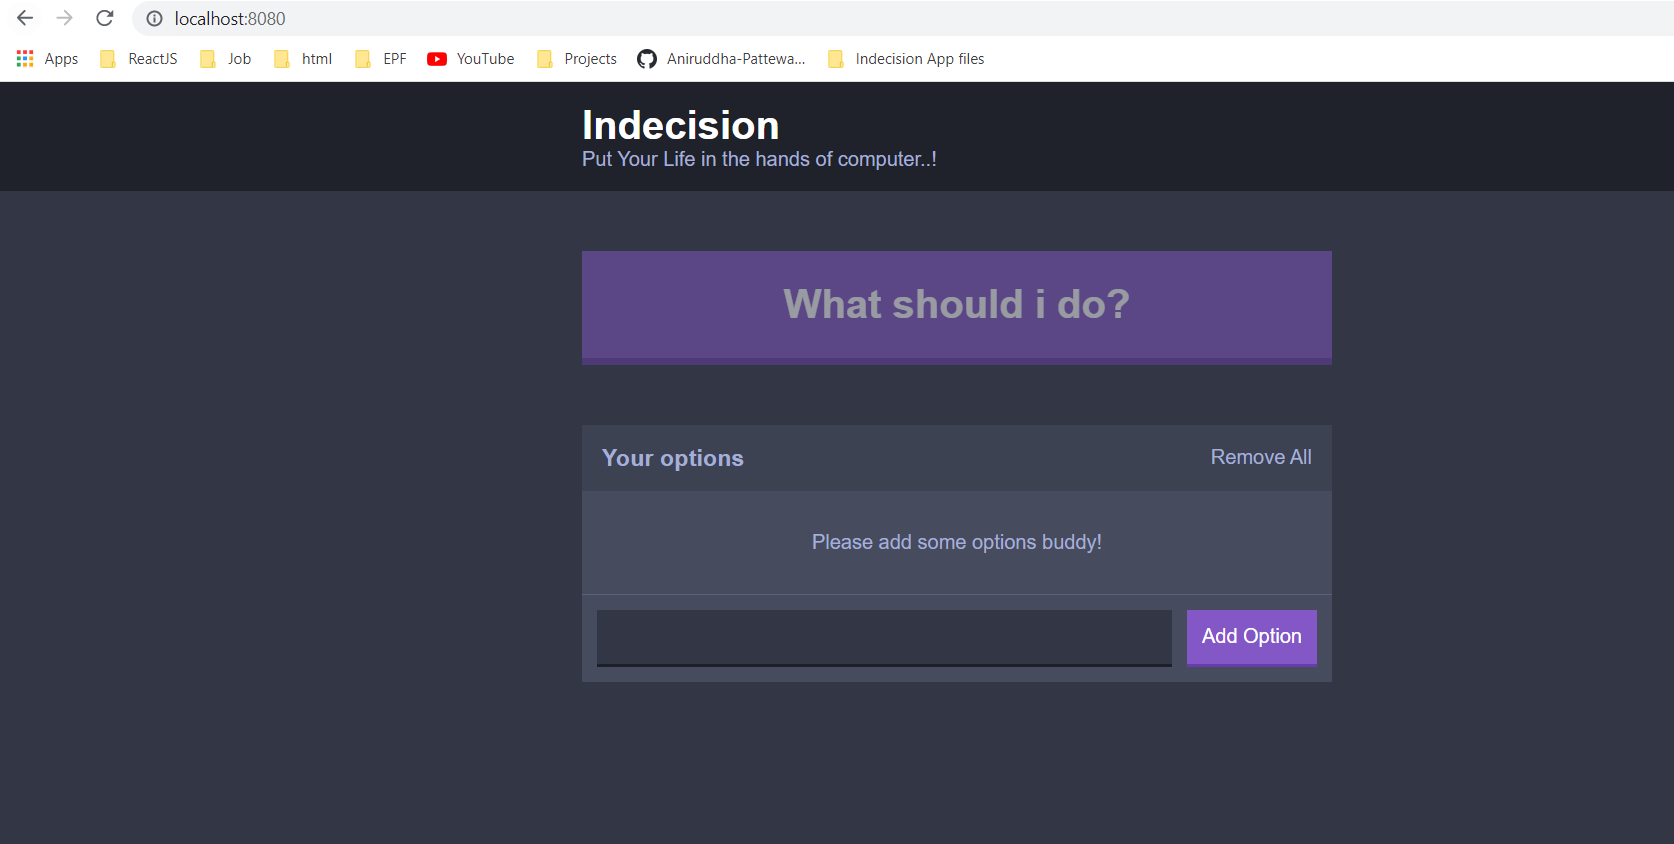 localhost:8080
Apps ReactJS Job html EPF YouTube Projects Aniruddha-Pattewa... Indecision App files
Indecision
Put Your Life in the hands of computer..!
What should i do?
Your options Remove All
Please add some options buddy!
Add Option